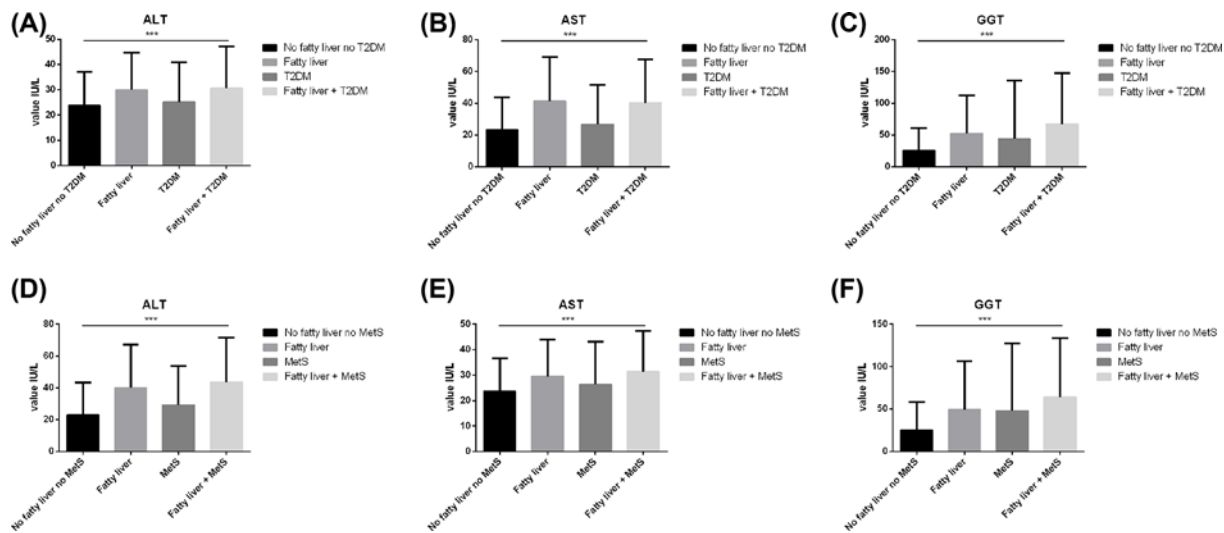 (A)
ALT
***
value IU/L
50
40
30
20
10
0
No fatty liver no T2DM
Fatty liver
T2DM
Fatty liver + T2DM
No fatty liver no T2DM
Fatty liver
T2DM
Fatty liver + T2DM
(B)
AST
***
value IU/L
80
60
40
20
0
No fatty liver no T2DM
Fatty liver
T2DM
Fatty liver + T2DM
No fatty liver no T2DM
Fatty liver
T2DM
Fatty liver + T2DM
(C)
GGT
***
value IU/L
200
150
100
50
0
No fatty liver no T2DM
Fatty liver
T2DM
Fatty liver + T2DM
No fatty liver no T2DM
Fatty liver
T2DM
Fatty liver + T2DM
(D)
ALT
***
value IU/L
80
60
40
20
0
No fatty liver no MetS
Fatty liver
MetS
Fatty liver + MetS
No fatty liver no MetS
Fatty liver
MetS
Fatty liver + MetS
(E)
AST
***
value IU/L
50
40
30
20
10
0
No fatty liver no MetS
Fatty liver
MetS
Fatty liver + MetS
No fatty liver no MetS
Fatty liver
MetS
Fatty liver + MetS
(F)
GGT
***
value IU/L
150
100
50
0
No fatty liver no MetS
Fatty liver
MetS
Fatty liver + MetS
No fatty liver no MetS
Fatty liver
MetS
Fatty liver + MetS